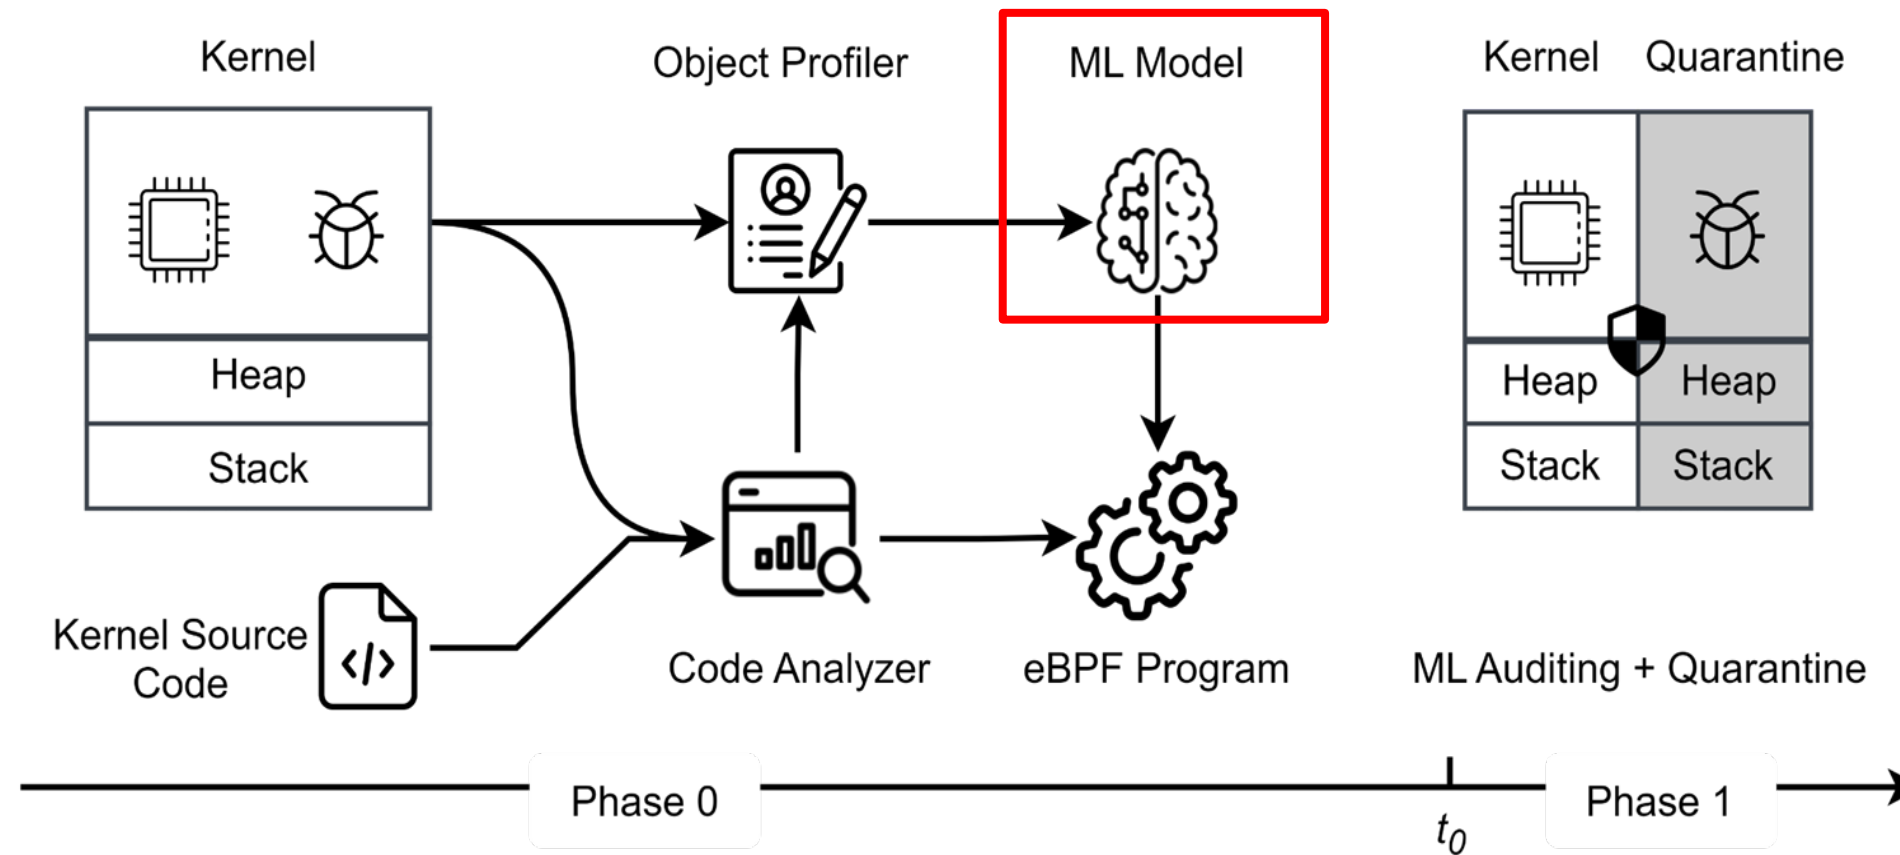 Kernel
Object Profiler
ML Model
Kernel Quarantine
Heap
Stack
Heap
Heap
Stack
Stack
Kernel Source
Code
</>
Code Analyzer
eBPF Program
ML Auditing + Quarantine
Phase 0
t0
Phase 1